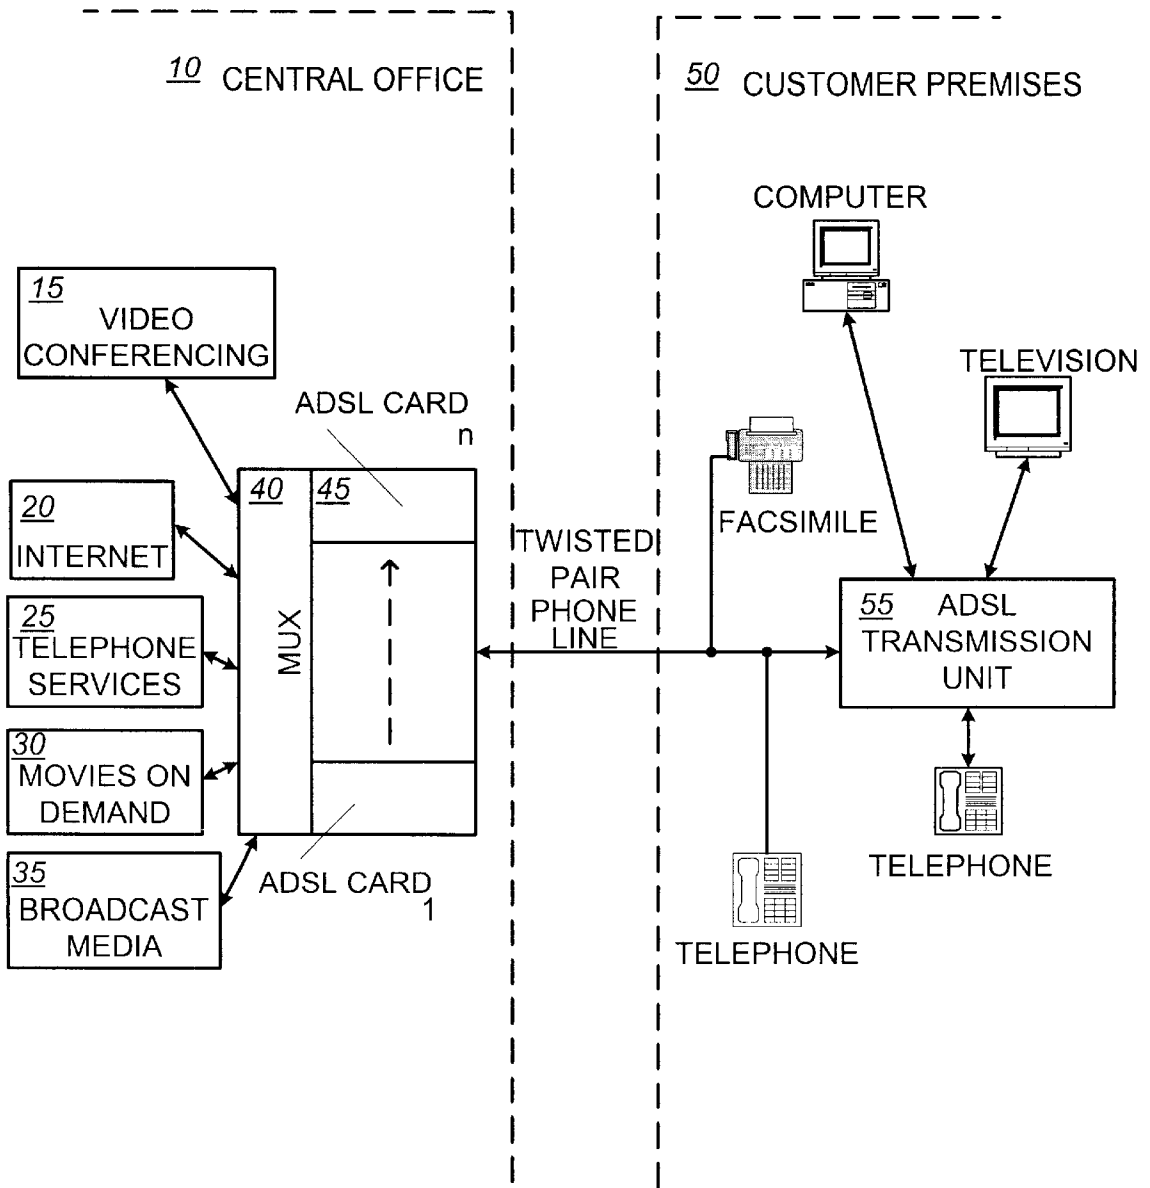 10 CENTRAL OFFICE
50 CUSTOMER PREMISES
COMPUTER
15
VIDEO
CONFERENCING
TELEVISION
ADSL CARD
n
40
45
20
INTERNET
FACSIMILE
TWISTED
PAIR
PHONE
LINE
55 ADSL
TRANSMISSION
UNIT
25
TELEPHONE
SERVICES
MUX
30
MOVIES ON
DEMAND
35
BROADCAST
MEDIA
ADSL CARD
1
TELEPHONE
TELEPHONE